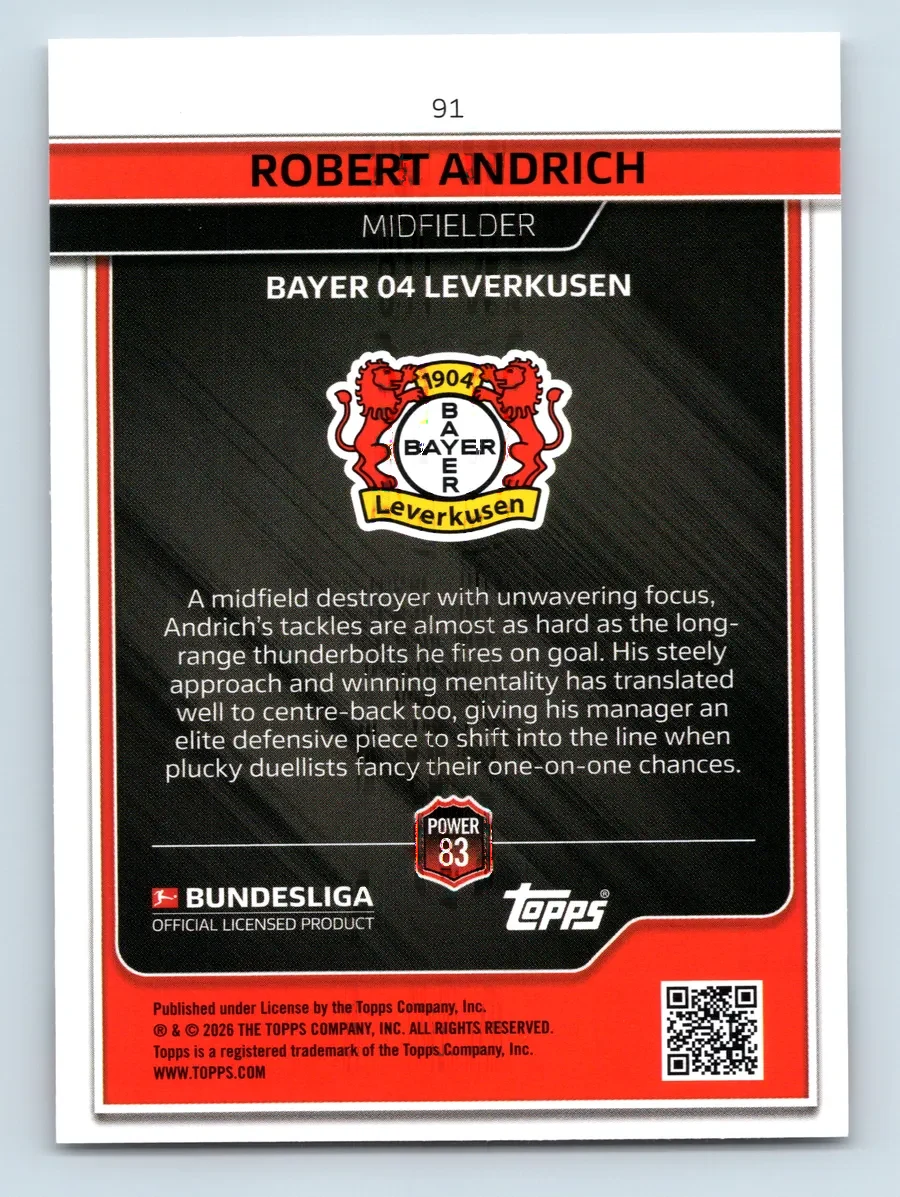 91
ROBERT ANDRICH
MIDFIELDER
BAYER 04 LEVERKUSEN
1904
BAYER
BAYER
Leverkusen
A midfield destroyer with unwavering focus,
Andrich's tackles are almost as hard as the long-
range thunderbolts he fires on goal. His steely
approach and winning mentality has translated
well to centre-back too, giving his manager an
elite defensive piece to shift into the line when
plucky duellists fancy their one-on-one chances.
POWER
83
BUNDESLIGA
OFFICIAL LICENSED PRODUCT
topps®
Published under License by the Topps Company, Inc.
® & © 2026 THE TOPPS COMPANY, INC. ALL RIGHTS RESERVED.
Topps is a registered trademark of the Topps Company, Inc.
WWW.TOPPS.COM